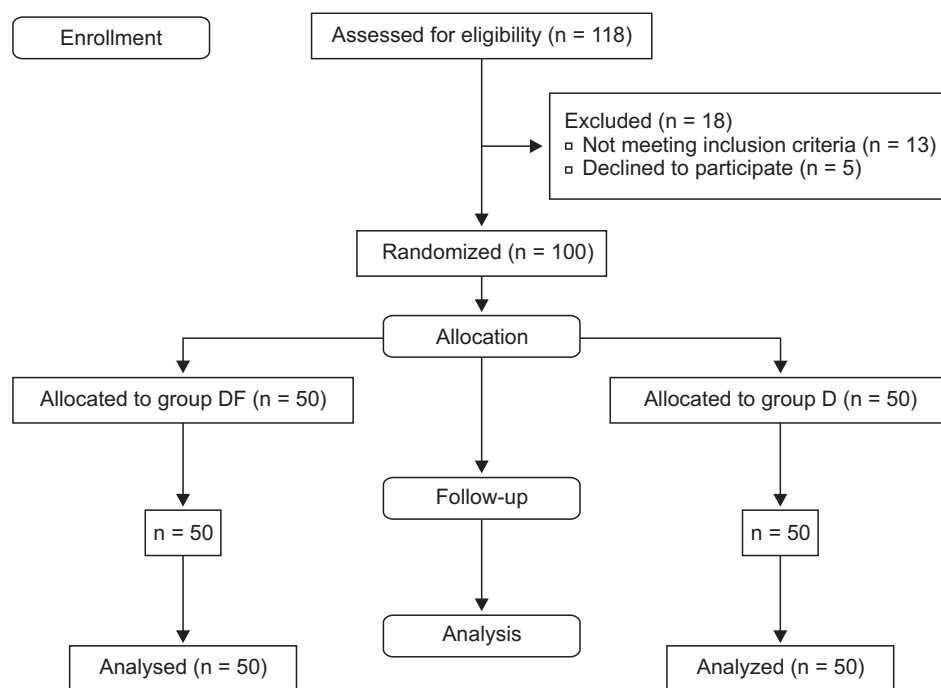 Enrollment
Assessed for eligibility (n = 118)
Excluded (n = 18)
▫ Not meeting inclusion criteria (n = 13)
▫ Declined to participate (n = 5)
Randomized (n = 100)
Allocation
Allocated to group DF (n = 50)
Allocated to group D (n = 50)
Follow-up
n = 50
n = 50
Analysis
Analysed (n = 50)
Analyzed (n = 50)